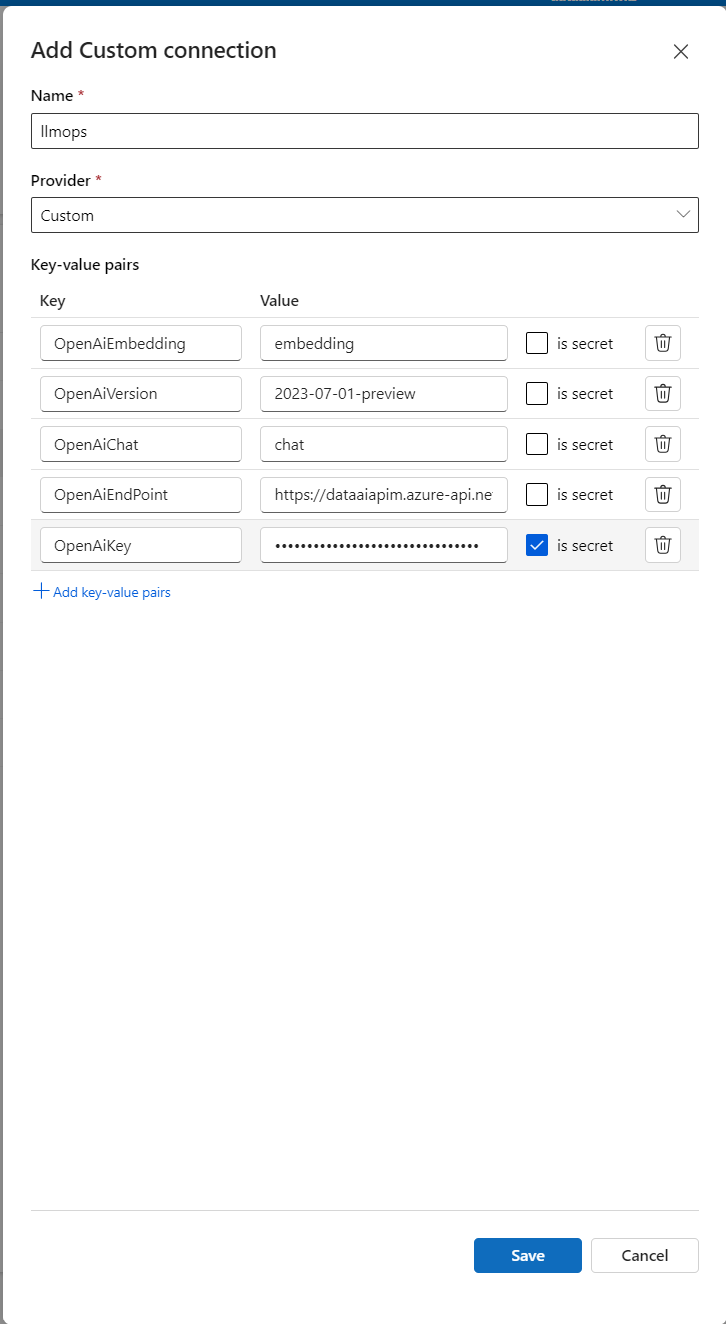 Add Custom connection
Name *
llmops
Provider *
Custom
Key-value pairs
Key Value
OpenAiEmbedding embedding is secret
OpenAiVersion 2023-07-01-preview is secret
OpenAiChat chat is secret
OpenAiEndPoint https://dataaiapim.azure-api.ne is secret
OpenAiKey •••••••••••••••••••••••••••••••• is secret
Add key-value pairs
Save Cancel